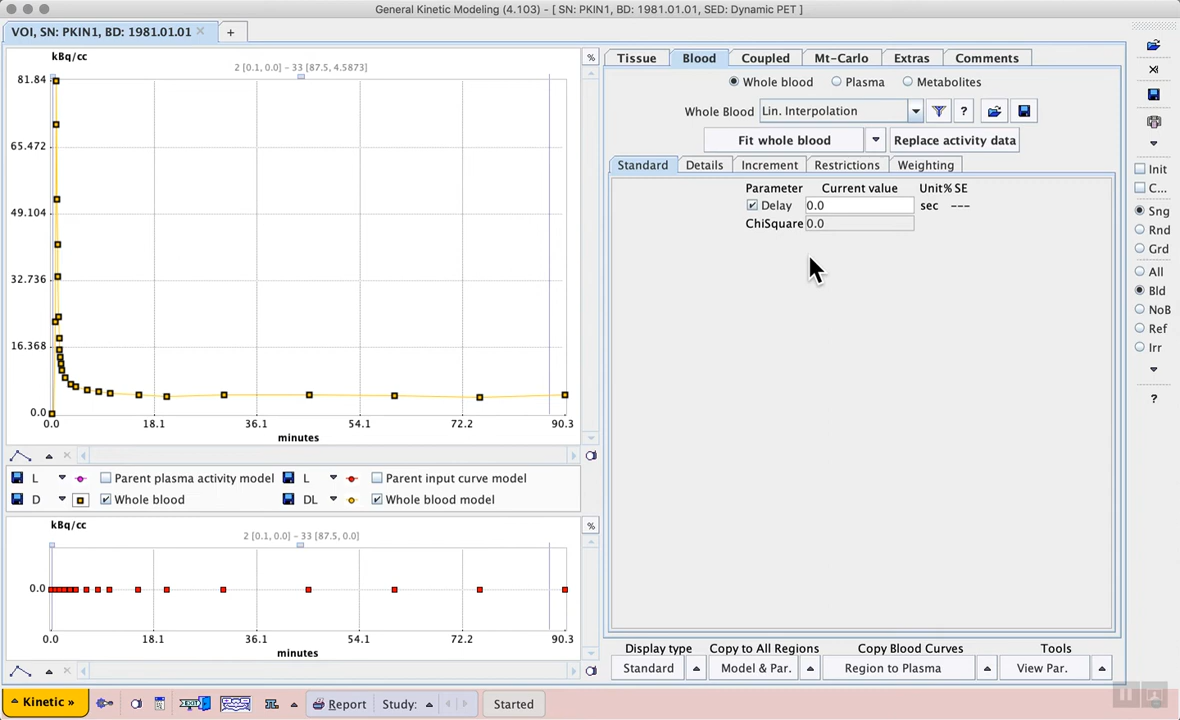 General Kinetic Modeling (4.103) - [ SN: PKIN1, BD: 1981.01.01, SED: Dynamic PET ]
VOI, SN: PKIN1, BD: 1981.01.01 × +
kBq/cc
2 [0.1, 0.0] - 33 [87.5, 4.5873]
81.84
65.472
49.104
32.736
16.368
0.0
0.0 18.1 36.1 54.1 72.2 90.3
minutes
%
L Parent plasma activity model L Parent input curve model
D Whole blood DL Whole blood model
kBq/cc
2 [0.1, 0.0] - 33 [87.5, 0.0]
%
0.0
0.0 18.1 36.1 54.1 72.2 90.3
minutes
Tissue Blood Coupled Mt-Carlo Extras Comments
Whole blood Plasma Metabolites
Whole Blood Lin. Interpolation ?
Fit whole blood Replace activity data
Standard Details Increment Restrictions Weighting
Parameter Current value Unit% SE
Delay 0.0 sec ---
ChiSquare 0.0
Display type Copy to All Regions Copy Blood Curves Tools
Standard Model & Par. Region to Plasma View Par.
Init
C...
Sng
Rnd
Grd
All
Bld
NoB
Ref
Irr
?
Kinetic » Report Study: Started